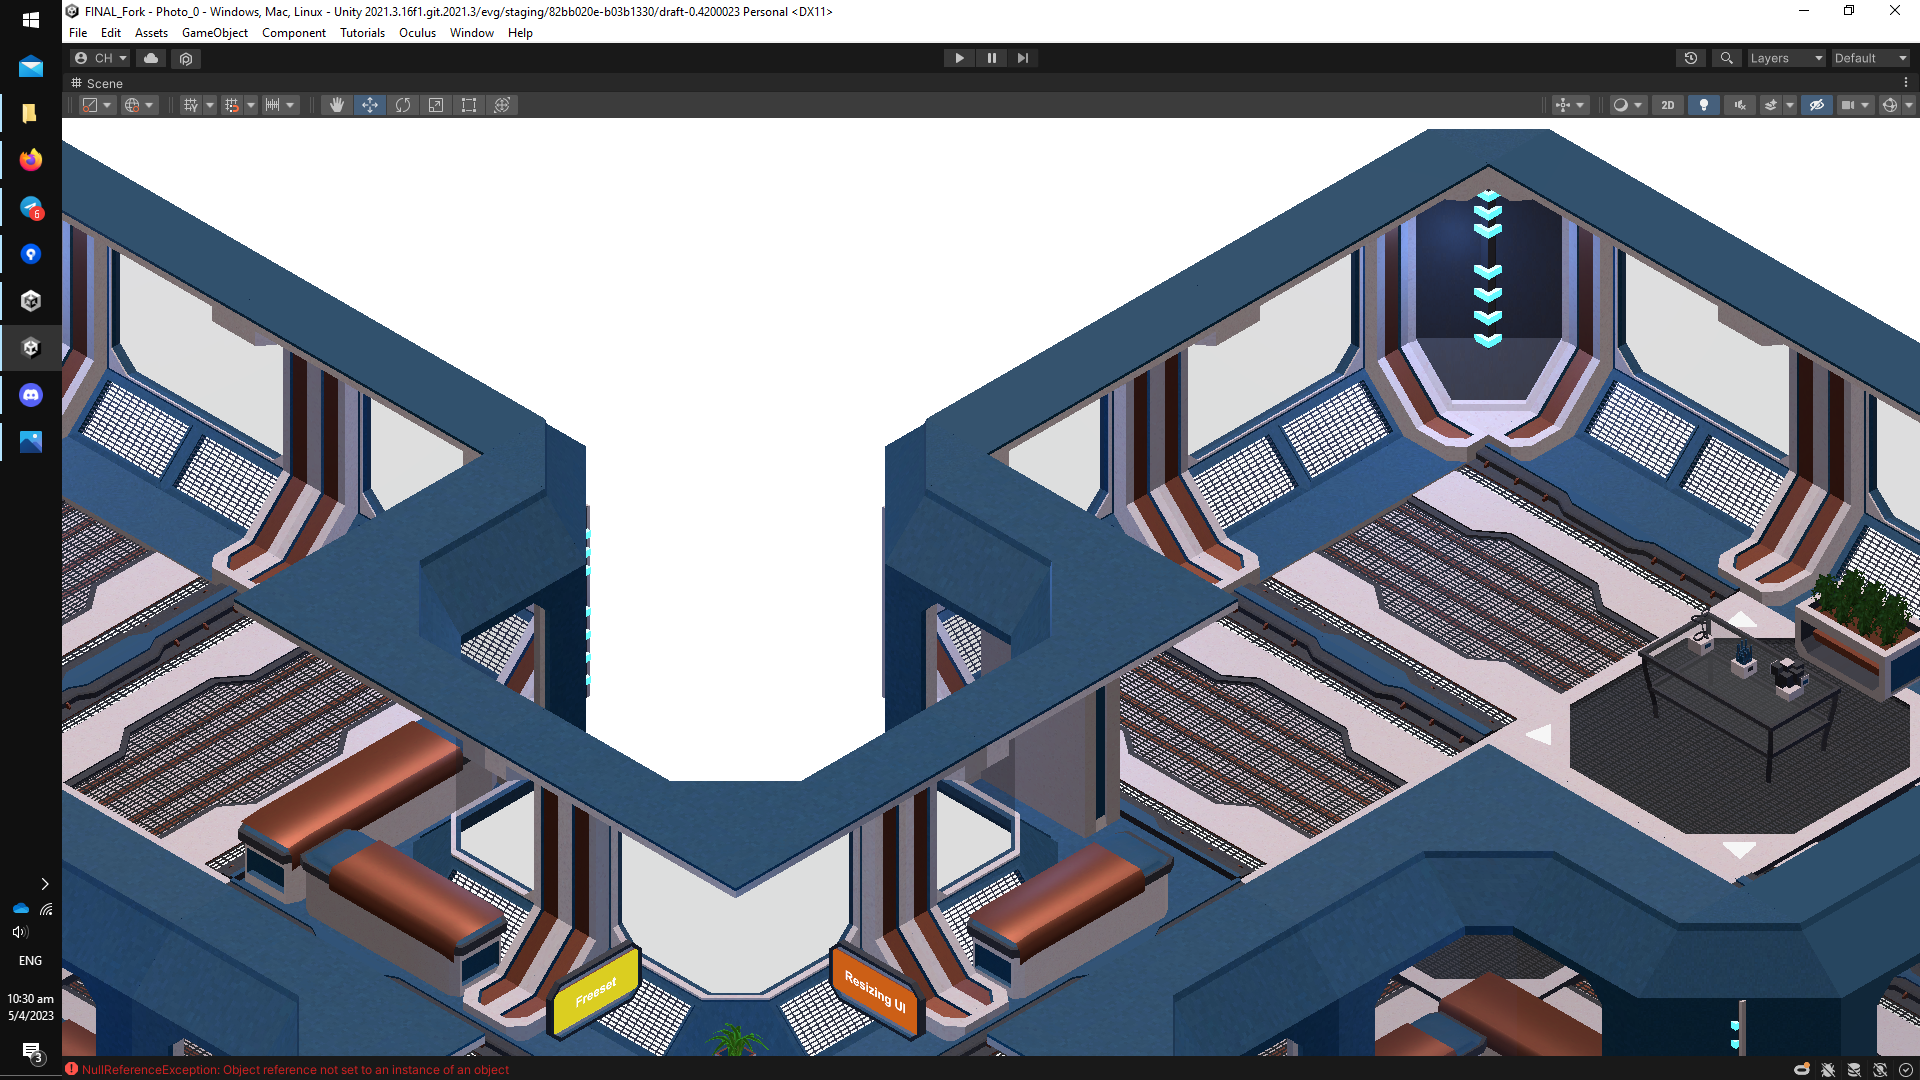 FINAL_Fork - Photo_0 - Windows, Mac, Linux - Unity 2021.3.16f1.git.2021.3/evg/staging/82bb020e-b03b1330/draft-0.4200023 Personal <DX11>
File Edit Assets GameObject Component Tutorials Oculus Window Help
CH
Layers
Default
Scene
2D
6
Freeset
Resizing UI
ENG
10:30 am
5/4/2023
3
NullReferenceException: Object reference not set to an instance of an object